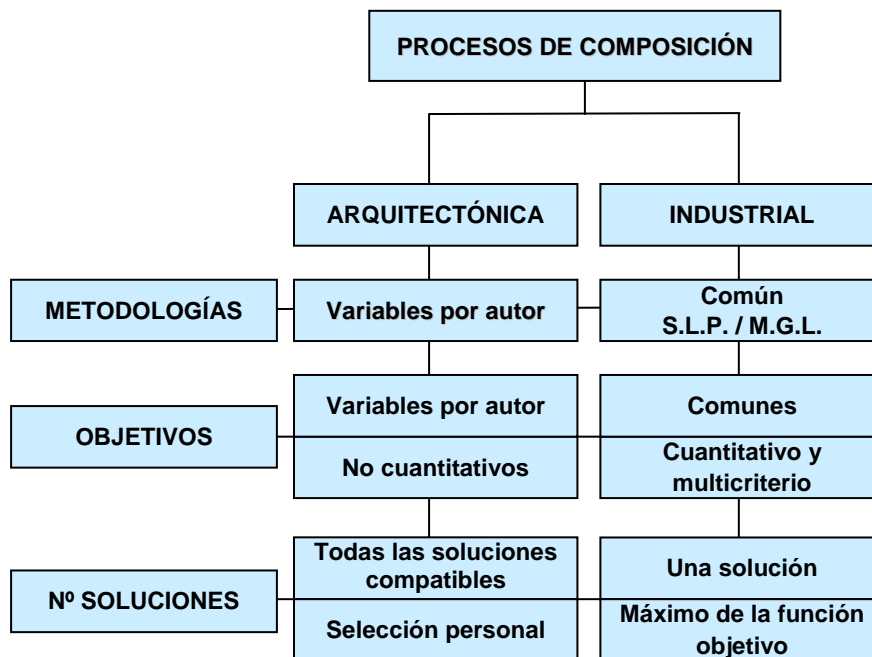 PROCESOS DE COMPOSICIÓN
ARQUITECTÓNICA
INDUSTRIAL
METODOLOGÍAS
Variables por autor
Común
S.L.P. / M.G.L.
OBJETIVOS
Variables por autor
Comunes
No cuantitativos
Cuantitativo y
multicriterio
Nº SOLUCIONES
Todas las soluciones
compatibles
Una solución
Selección personal
Máximo de la función
objetivo